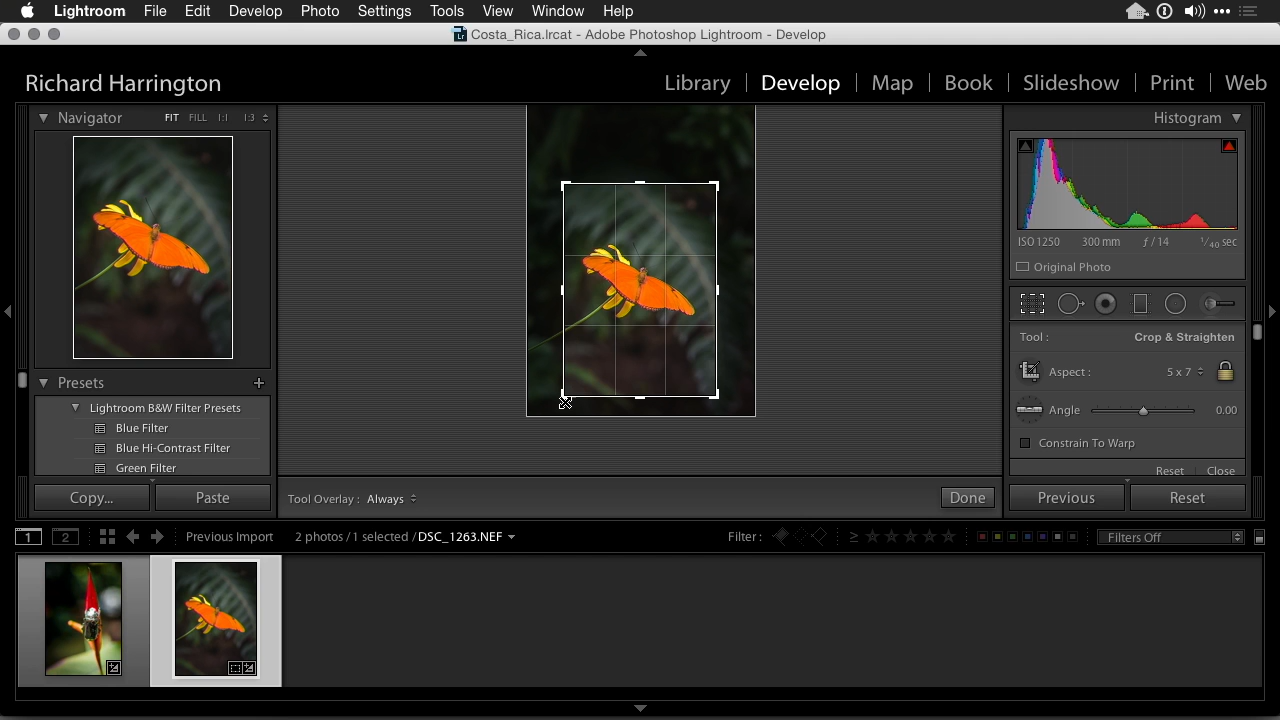 Lightroom File Edit Develop Photo Settings Tools View Window Help
Costa_Rica.lrcat - Adobe Photoshop Lightroom - Develop
Richard Harrington
Library Develop Map Book Slideshow Print Web
Navigator FIT FILL 1:1 1:3
Histogram
ISO 1250 300 mm ƒ / 14 1/40 sec
Original Photo
Tool : Crop & Straighten
Aspect : 5 x 7
Angle 0.00
Constrain To Warp
Reset Close
Presets
Lightroom B&W Filter Presets
Blue Filter
Blue Hi-Contrast Filter
Green Filter
Copy... Paste
Tool Overlay : Always
Done
Previous Reset
1 2 Previous Import 2 photos / 1 selected / DSC_1263.NEF
Filter : ≥ Filters Off